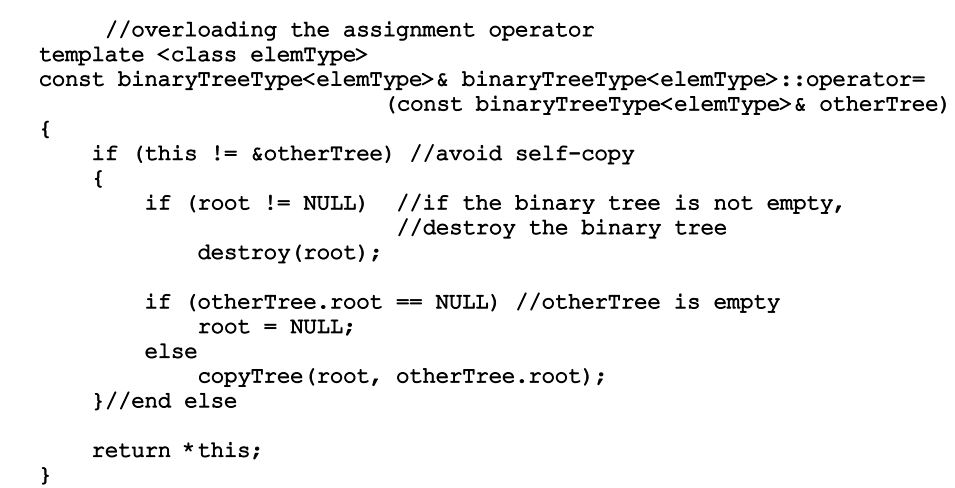 //overloading the assignment operator
template <class elemType>
const binaryTreeType<elemType>& binaryTreeType<elemType>::operator=
(const binaryTreeType<elemType>& otherTree)
{
if (this != &otherTree) //avoid self-copy
{
if (root != NULL) //if the binary tree is not empty,
//destroy the binary tree
destroy(root);
if (otherTree.root == NULL) //otherTree is empty
root = NULL;
else
copyTree(root, otherTree.root);
}//end else
return *this;
}